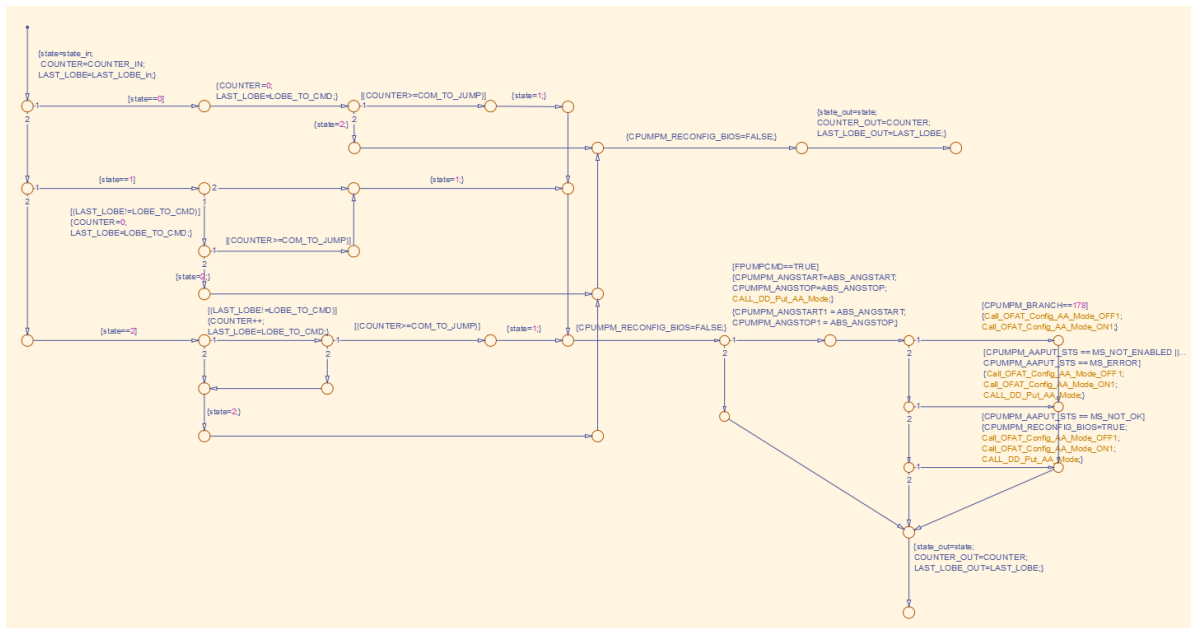 {state=state_in;
COUNTER=COUNTER_IN;
LAST_LOBE=LAST_LOBE_in;}
1
2
[state==0]
{COUNTER=0;
LAST_LOBE=LOBE_TO_CMD;}
1
2
[(COUNTER>=COM_TO_JUMP)]
{state=1;}
{state=2;}
{CPUMPM_RECONFIG_BIOS=FALSE;}
{state_out=state;
COUNTER_OUT=COUNTER;
LAST_LOBE_OUT=LAST_LOBE;}
1
2
[state==1]
2
1
{state=1;}
[(LAST_LOBE!=LOBE_TO_CMD)]
{COUNTER=0;
LAST_LOBE=LOBE_TO_CMD;}
1
2
[(COUNTER>=COM_TO_JUMP)]
{state=2;}
[state==2]
[(LAST_LOBE!=LOBE_TO_CMD)]
{COUNTER++;
LAST_LOBE=LOBE_TO_CMD;}
1
2
1
2
[(COUNTER>=COM_TO_JUMP)]
{state=1;}
{state=2;}
{CPUMPM_RECONFIG_BIOS=FALSE;}
[FPUMPCMD==TRUE]
{CPUMPM_ANGSTART=ABS_ANGSTART;
CPUMPM_ANGSTOP=ABS_ANGSTOP;
CALL_DD_Put_AA_Mode;}
{CPUMPM_ANGSTART1 = ABS_ANGSTART;
CPUMPM_ANGSTOP1 = ABS_ANGSTOP;}
1
2
1
2
[CPUMPM_BRANCH==178]
{Call_OFAT_Config_AA_Mode_OFF1;
Call_OFAT_Config_AA_Mode_ON1;}
[CPUMPM_AAPUT_STS == MS_NOT_ENABLED ||...
CPUMPM_AAPUT_STS == MS_ERROR]
{Call_OFAT_Config_AA_Mode_OFF1;
Call_OFAT_Config_AA_Mode_ON1;
CALL_DD_Put_AA_Mode;}
1
2
[CPUMPM_AAPUT_STS == MS_NOT_OK]
{CPUMPM_RECONFIG_BIOS=TRUE;
Call_OFAT_Config_AA_Mode_OFF1;
Call_OFAT_Config_AA_Mode_ON1;
CALL_DD_Put_AA_Mode;}
1
2
{state_out=state;
COUNTER_OUT=COUNTER;
LAST_LOBE_OUT=LAST_LOBE;}